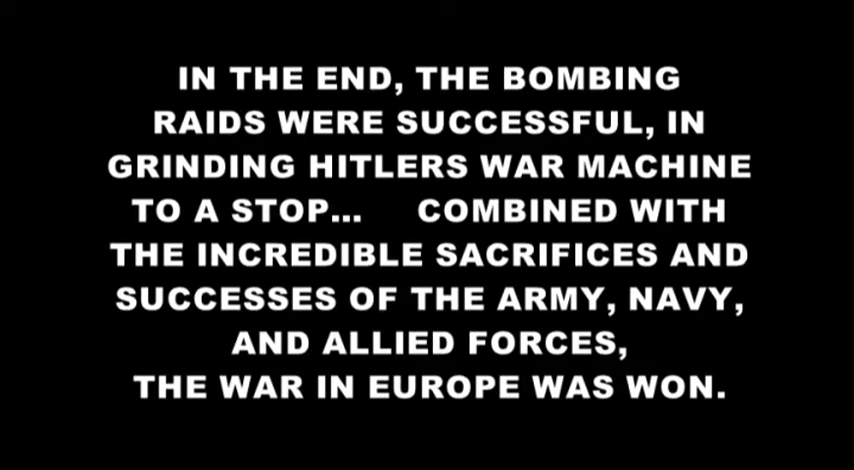 IN THE END, THE BOMBING
RAIDS WERE SUCCESSFUL, IN
GRINDING HITLERS WAR MACHINE
TO A STOP... COMBINED WITH
THE INCREDIBLE SACRIFICES AND
SUCCESSES OF THE ARMY, NAVY,
AND ALLIED FORCES,
THE WAR IN EUROPE WAS WON.